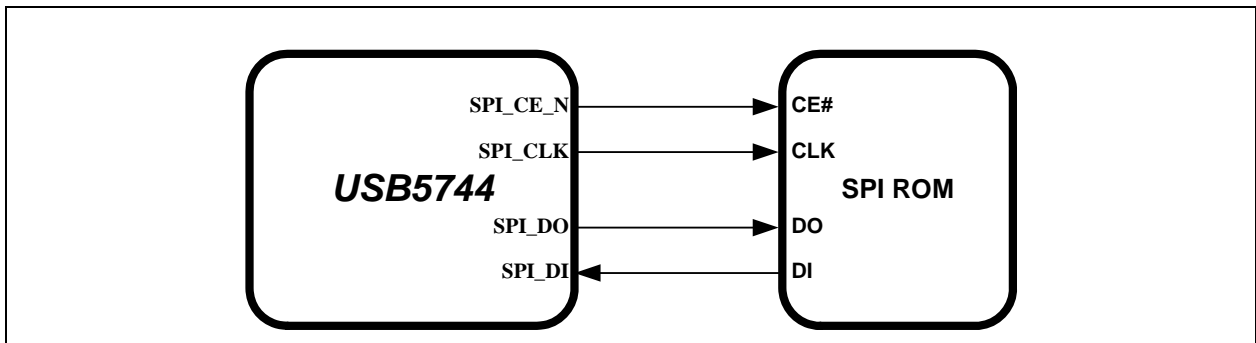 SPI_CE_N
CE#
SPI_CLK
CLK
USB5744
SPI ROM
SPI_DO
DO
SPI_DI
DI